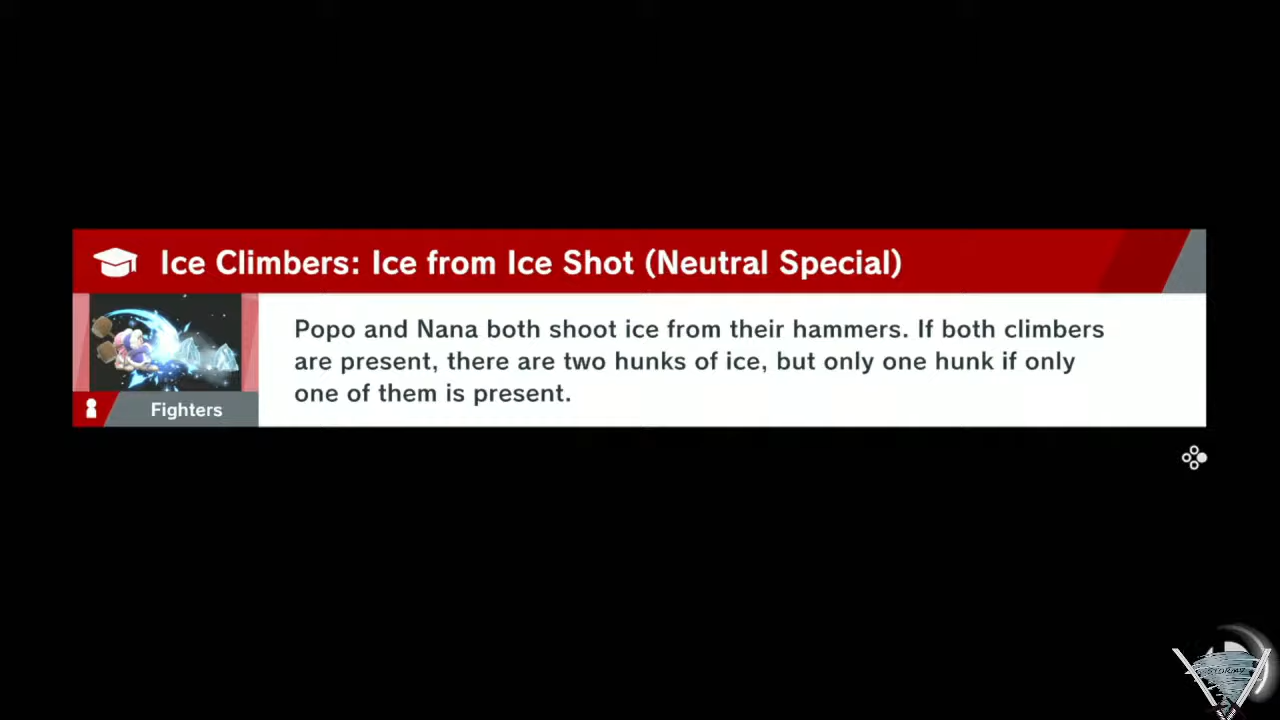 Ice Climbers: Ice from Ice Shot (Neutral Special)
Popo and Nana both shoot ice from their hammers. If both climbers
are present, there are two hunks of ice, but only one hunk if only
one of them is present.
Fighters